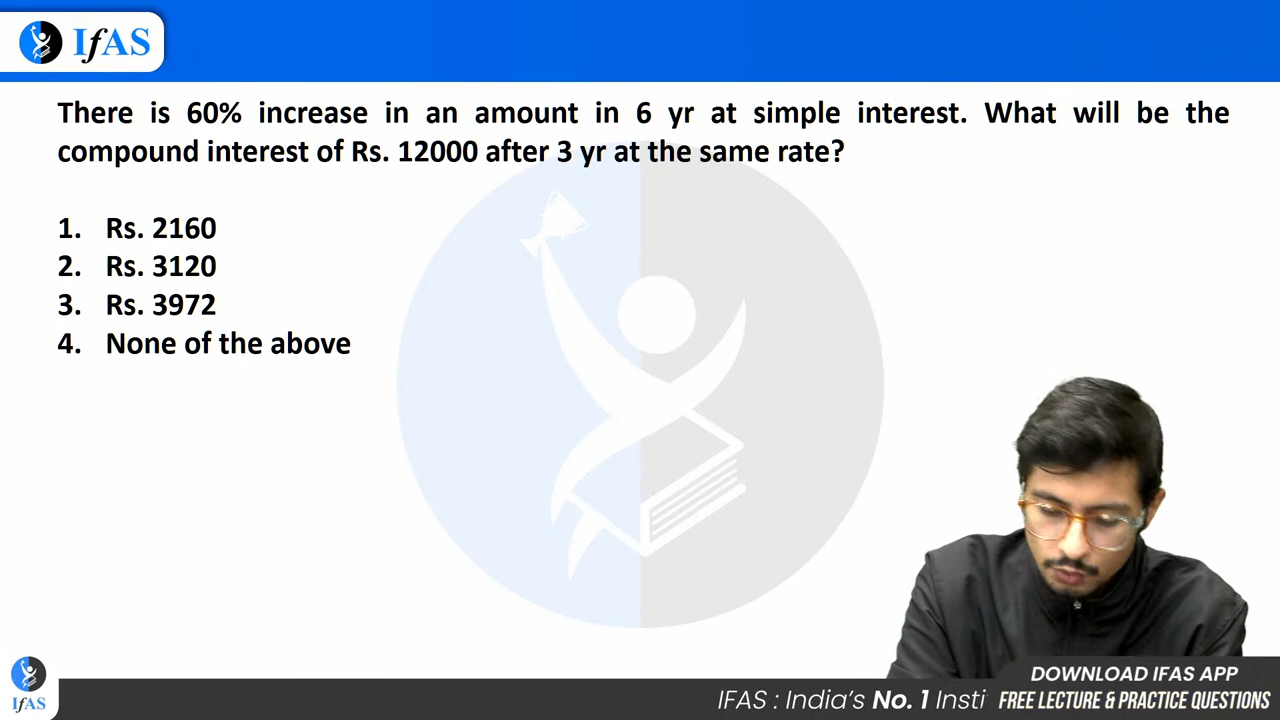 IfAS
There is 60% increase in an amount in 6 yr at simple interest. What will be the
compound interest of Rs. 12000 after 3 yr at the same rate?
1. Rs. 2160
2. Rs. 3120
3. Rs. 3972
4. None of the above
IfAS
IFAS : India's No. 1 Insti
DOWNLOAD IFAS APP
FREE LECTURE & PRACTICE QUESTIONS